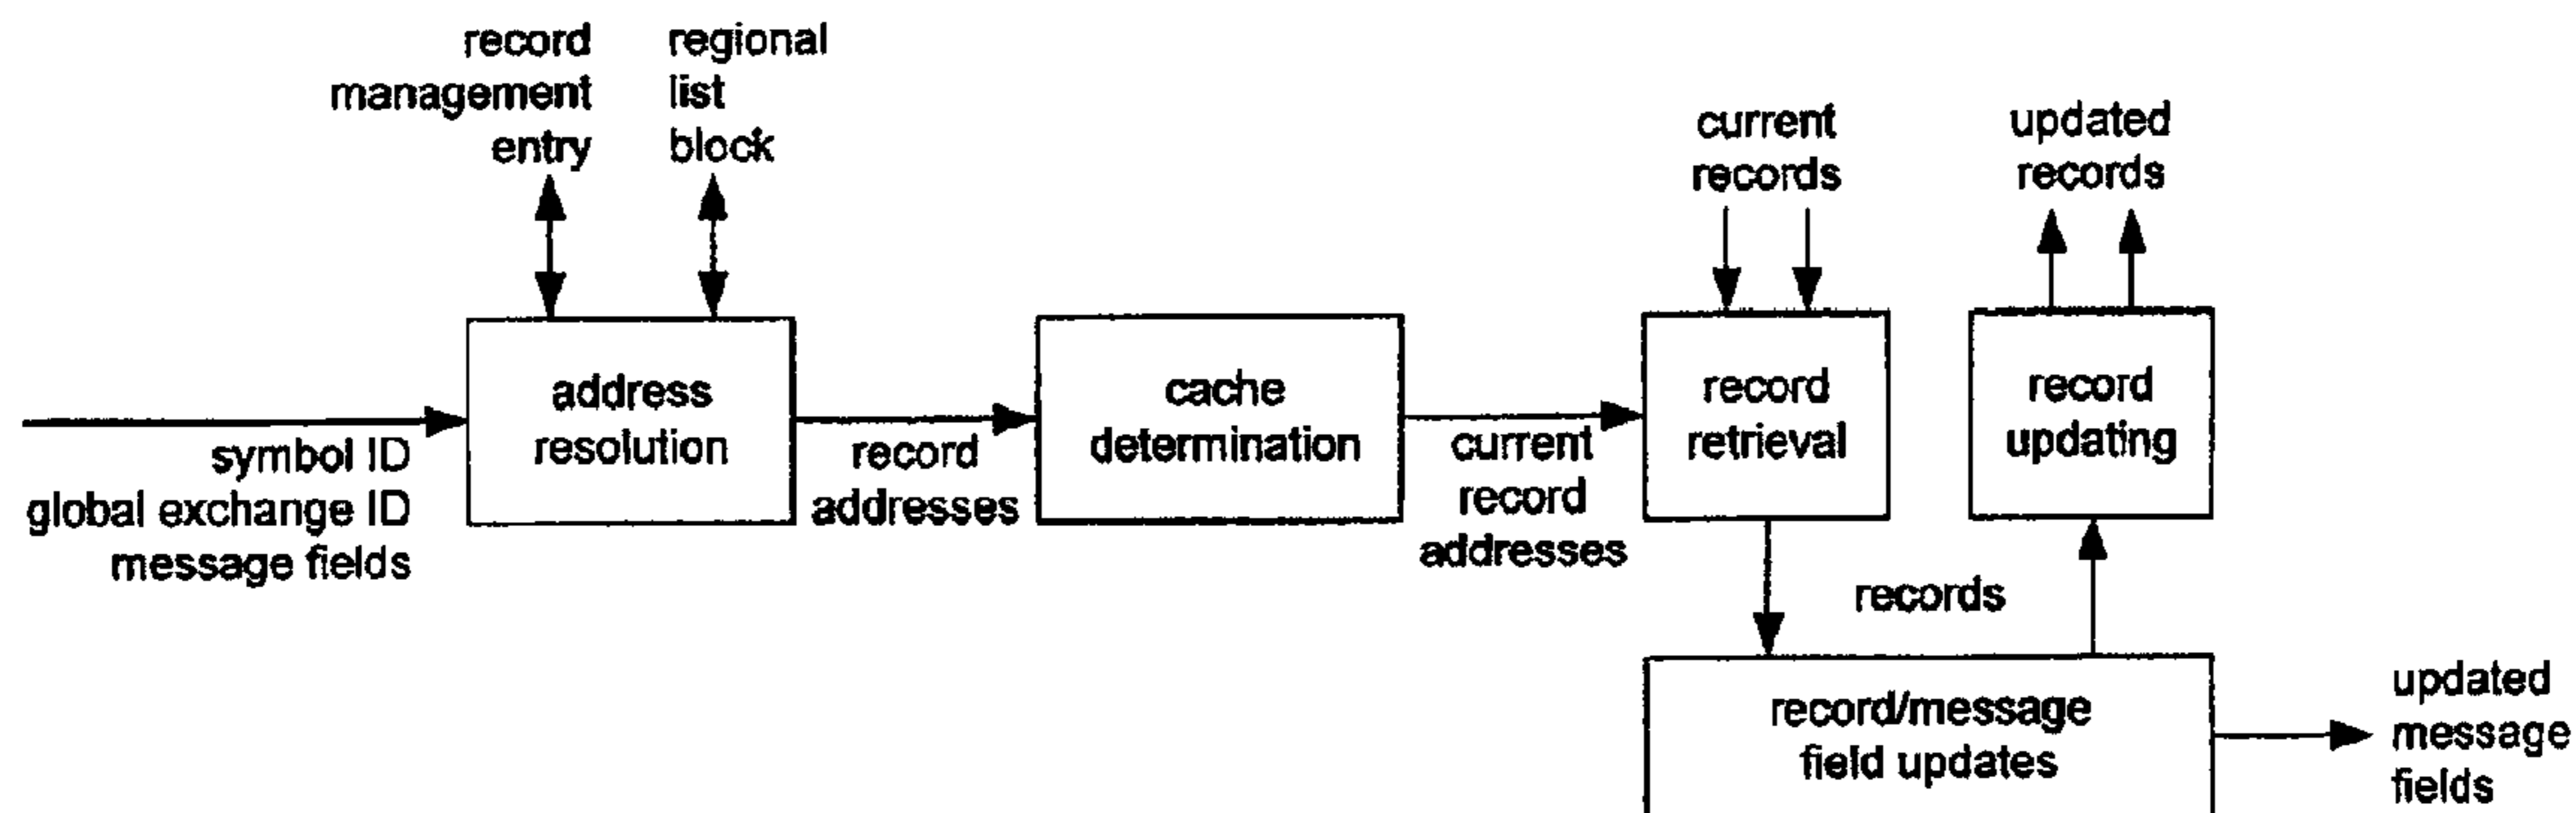 record
management
entry
regional
list
block
current
records
updated
records
symbol ID
global exchange ID
message fields
address
resolution
record
addresses
cache
determination
current
record
addresses
record
retrieval
record
updating
records
record/message
field updates
updated
message
fields